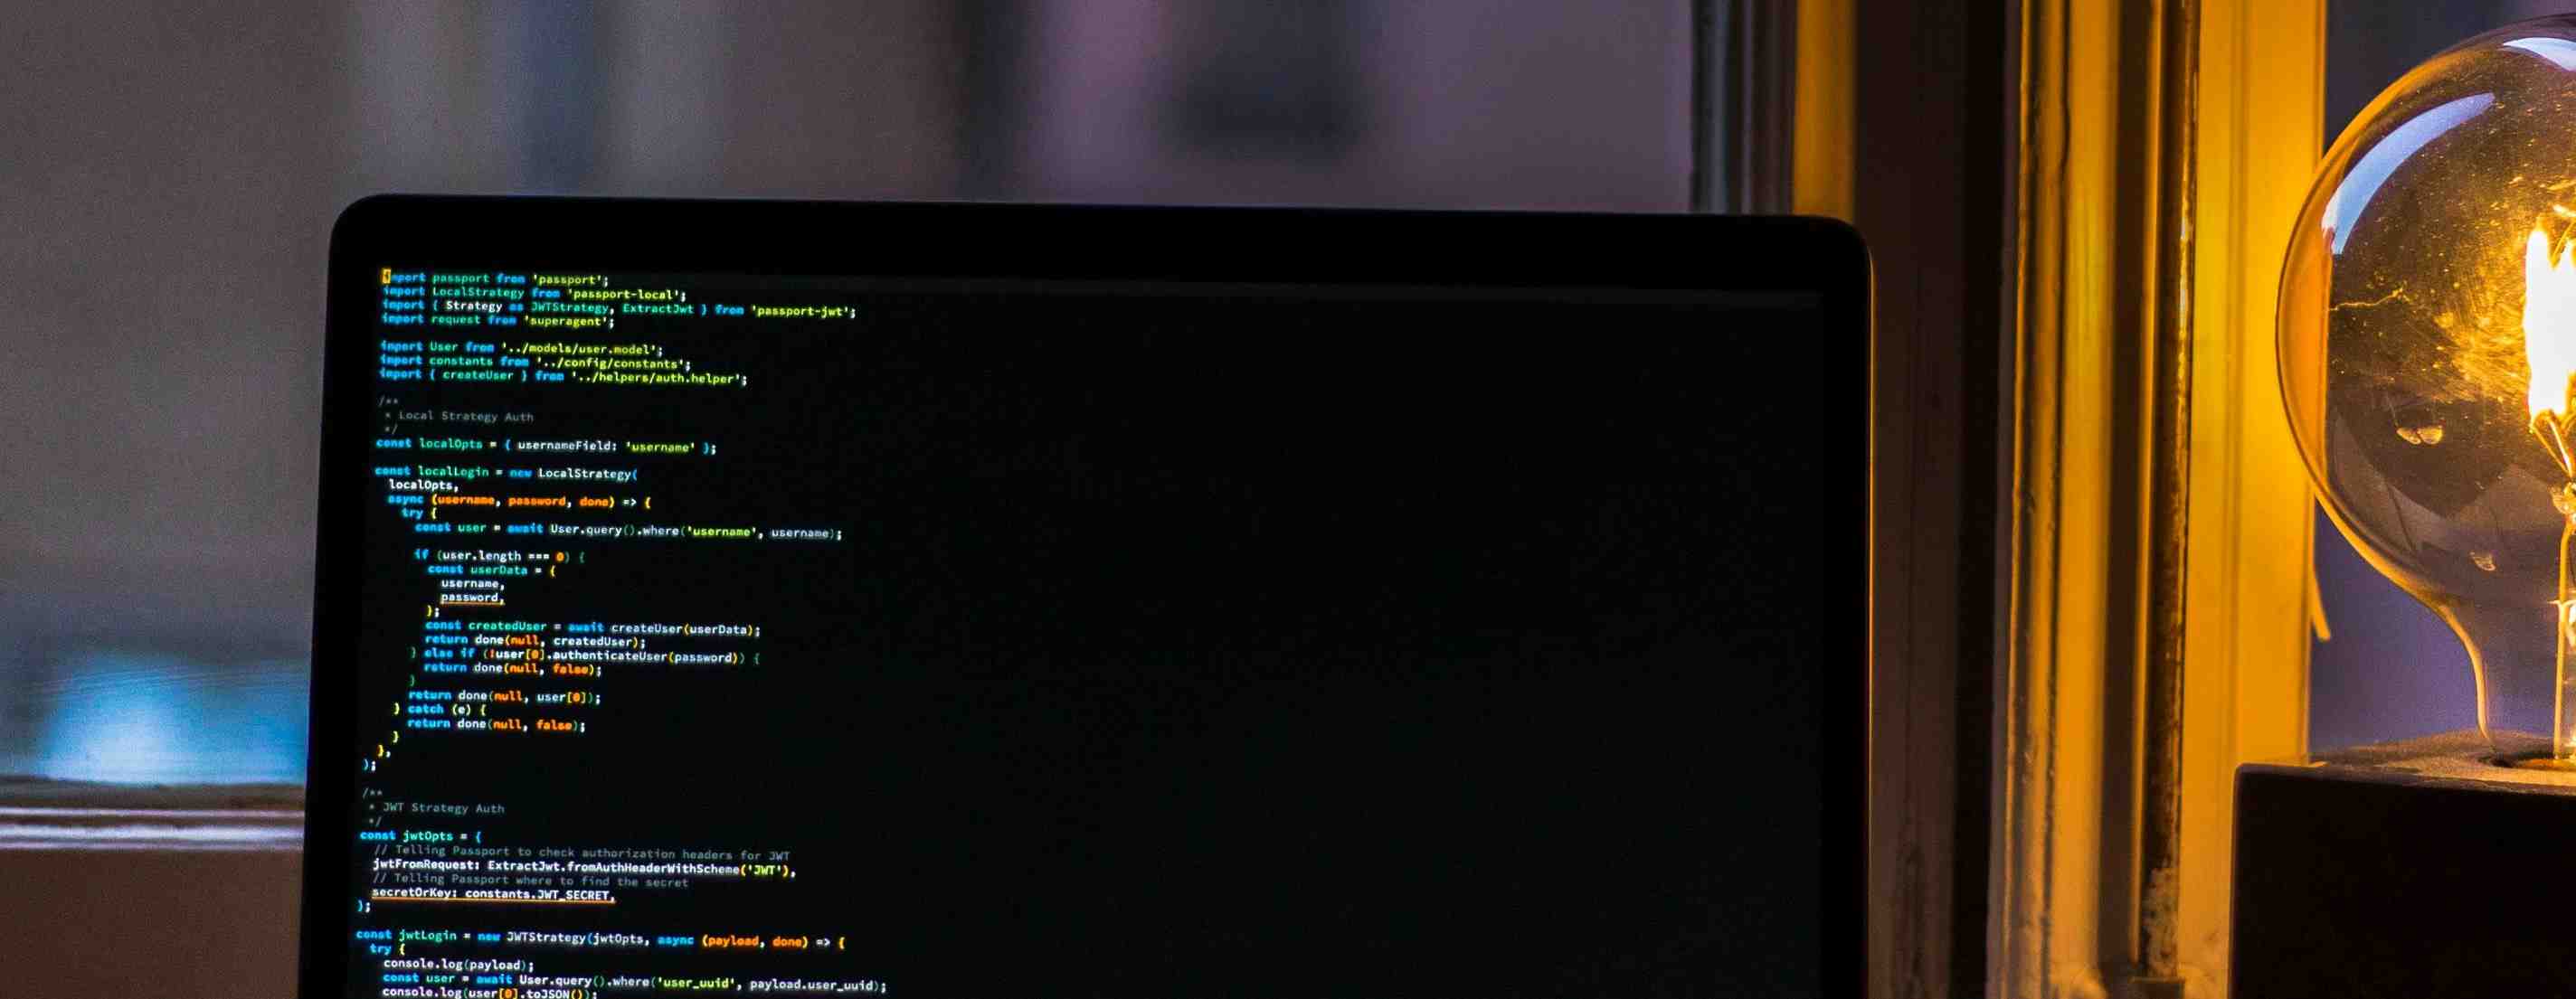 import passport from 'passport';
import LocalStrategy from 'passport-local';
import { Strategy as JWTStrategy, ExtractJwt } from 'passport-jwt';
import request from 'superagent';
import User from '../models/user.model';
import constants from '../config/constants';
import { createUser } from '../helpers/auth.helper';
/**
* Local Strategy Auth
*/
const localOpts = { usernameField: 'username' };
const localLogin = new LocalStrategy(
localOpts,
async (username, password, done) => {
try {
const user = await User.query().where('username', username);
if (user.length === 0) {
const userData = {
username,
password,
};
const createdUser = await createUser(userData);
return done(null, createdUser);
} else if (!user[0].authenticateUser(password)) {
return done(null, false);
}
return done(null, user[0]);
} catch (e) {
return done(null, false);
}
},
);
/**
* JWT Strategy Auth
*/
const jwtOpts = {
// Telling Passport to check authorization headers for JWT
jwtFromRequest: ExtractJwt.fromAuthHeaderWithScheme('JWT'),
// Telling Passport where to find the secret
secretOrKey: constants.JWT_SECRET,
};
const jwtLogin = new JWTStrategy(jwtOpts, async (payload, done) => {
try {
console.log(payload);
const user = await User.query().where('user_uuid', payload.user_uuid);
console.log(user[0].toJSON());